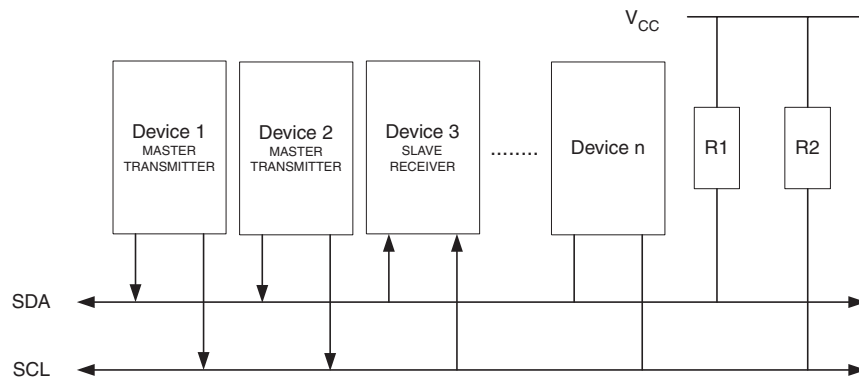 VCC
Device 1
MASTER
TRANSMITTER
Device 2
MASTER
TRANSMITTER
Device 3
SLAVE
RECEIVER
........
Device n
R1
R2
SDA
SCL